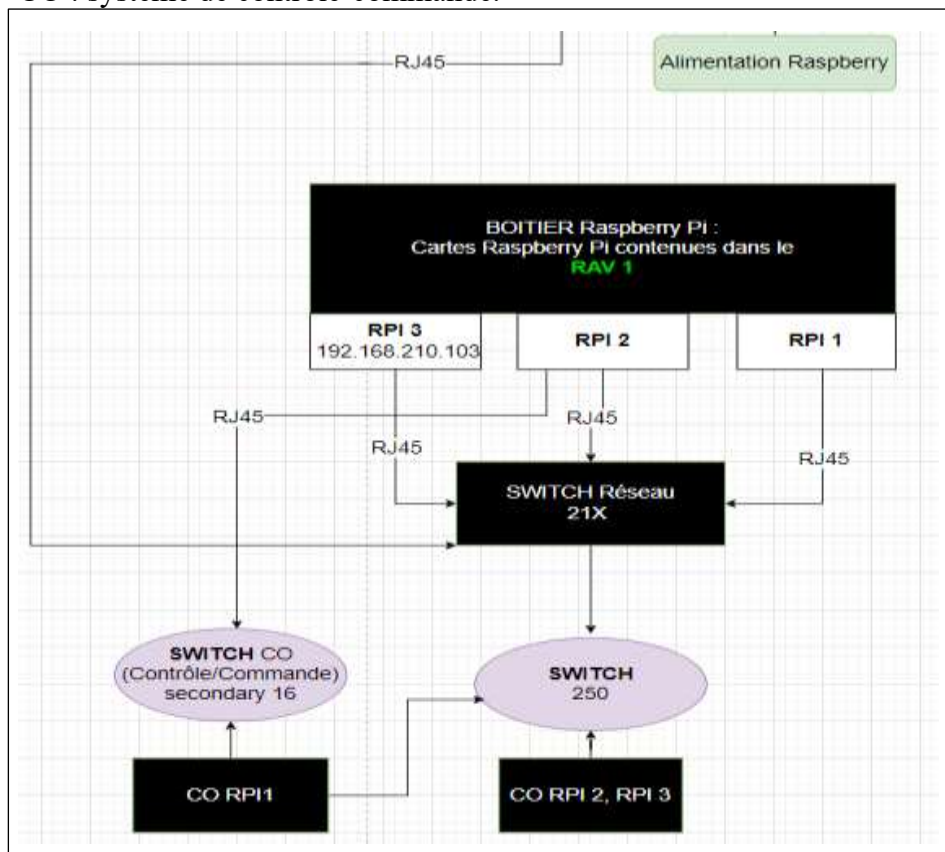 CO : système de contrôle-commande.
RJ45
Alimentation Raspberry
BOITIER Raspberry Pi :
Cartes Raspberry Pi contenues dans le
RAV 1
RPI 3
192.168.210.103
RPI 2
RPI 1
RJ45
RJ45
RJ45
RJ45
SWITCH Réseau
21X
SWITCH CO
(Contrôle/Commande)
secondary 16
SWITCH
250
CO RPI1
CO RPI 2, RPI 3